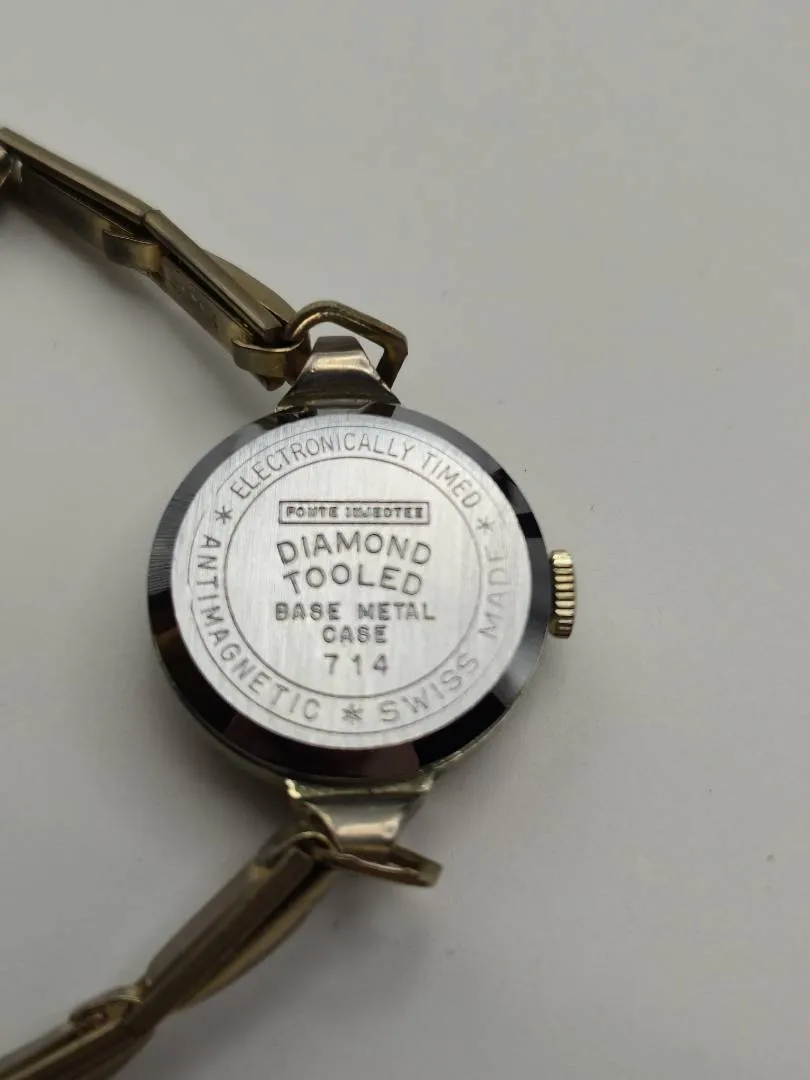 ELECTRONICALLY TIMED *
SWISS MADE *
ANTIMAGNETIC *
FONTE INJECTEE
DIAMOND
TOOLED
BASE METAL
CASE
714